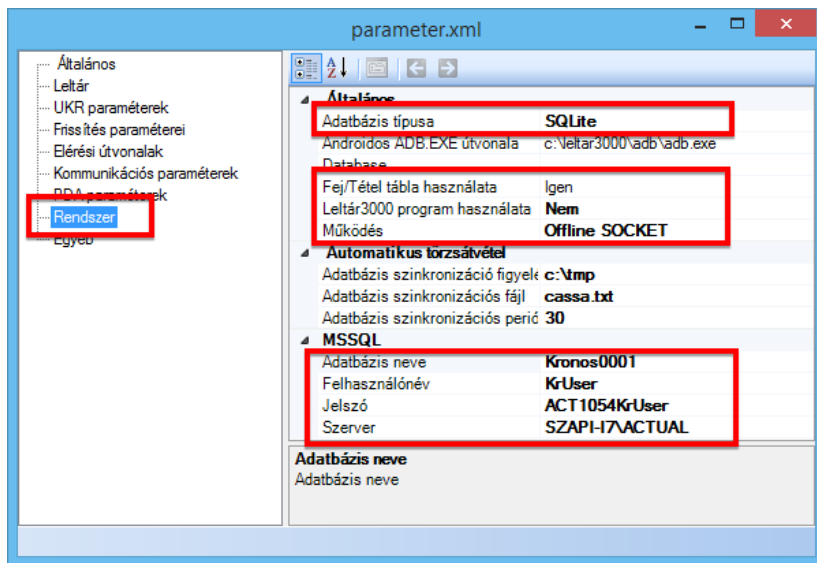 parameter.xml
Általános
Leltár
UKR paraméterek
Frissítés paraméterei
Elérési útvonalak
Kommunikációs paraméterek
PDA paraméterek
Rendszer
Egyéb
Általános
Adatbázis típusa SQLite
Androidos ADB.EXE útvonala c:\leltar3000\adb\adb.exe
Database
Fej/Tétel tábla használata Igen
Leltár3000 program használata Nem
Működés Offline SOCKET
Automatikus törzsátvétel
Adatbázis szinkronizáció figyelé c:\tmp
Adatbázis szinkronizációs fájl cassa.txt
Adatbázis szinkronizációs perió 30
MSSQL
Adatbázis neve Kronos0001
Felhasználónév KrUser
Jelszó ACT1054KrUser
Szerver SZAPI-I7\ACTUAL
Adatbázis neve
Adatbázis neve